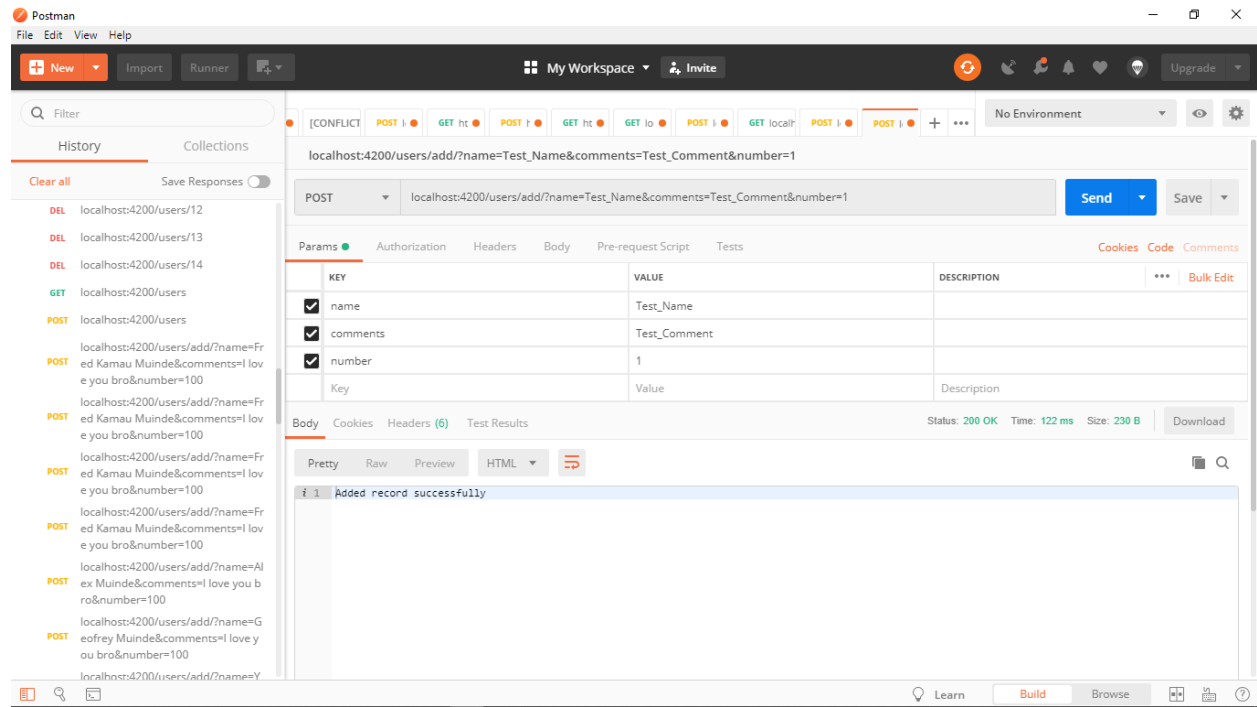 Postman
File Edit View Help
New Import Runner My Workspace Invite Upgrade
Filter
History Collections
Clear all Save Responses
DEL localhost:4200/users/12
DEL localhost:4200/users/13
DEL localhost:4200/users/14
GET localhost:4200/users
POST localhost:4200/users
localhost:4200/users/add/?name=Fr
POST ed Kamau Muinde&comments=I lov
e you bro&number=100
localhost:4200/users/add/?name=Fr
POST ed Kamau Muinde&comments=I lov
e you bro&number=100
localhost:4200/users/add/?name=Fr
POST ed Kamau Muinde&comments=I lov
e you bro&number=100
localhost:4200/users/add/?name=Fr
POST ed Kamau Muinde&comments=I lov
e you bro&number=100
localhost:4200/users/add/?name=Al
POST ex Muinde&comments=I love you b
ro&number=100
localhost:4200/users/add/?name=G
POST eofrey Muinde&comments=I love y
ou bro&number=100
localhost:4200/users/add/?name=Y
[CONFLICT POST GET ht POST GET ht GET lo POST GET localh POST POST No Environment
localhost:4200/users/add/?name=Test_Name&comments=Test_Comment&number=1
POST localhost:4200/users/add/?name=Test_Name&comments=Test_Comment&number=1 Send Save
Params Authorization Headers Body Pre-request Script Tests Cookies Code Comments
KEY VALUE DESCRIPTION Bulk Edit
name Test_Name
comments Test_Comment
number 1
Key Value Description
Body Cookies Headers (6) Test Results Status: 200 OK Time: 122 ms Size: 230 B Download
Pretty Raw Preview HTML
i 1 Added record successfully
Learn Build Browse